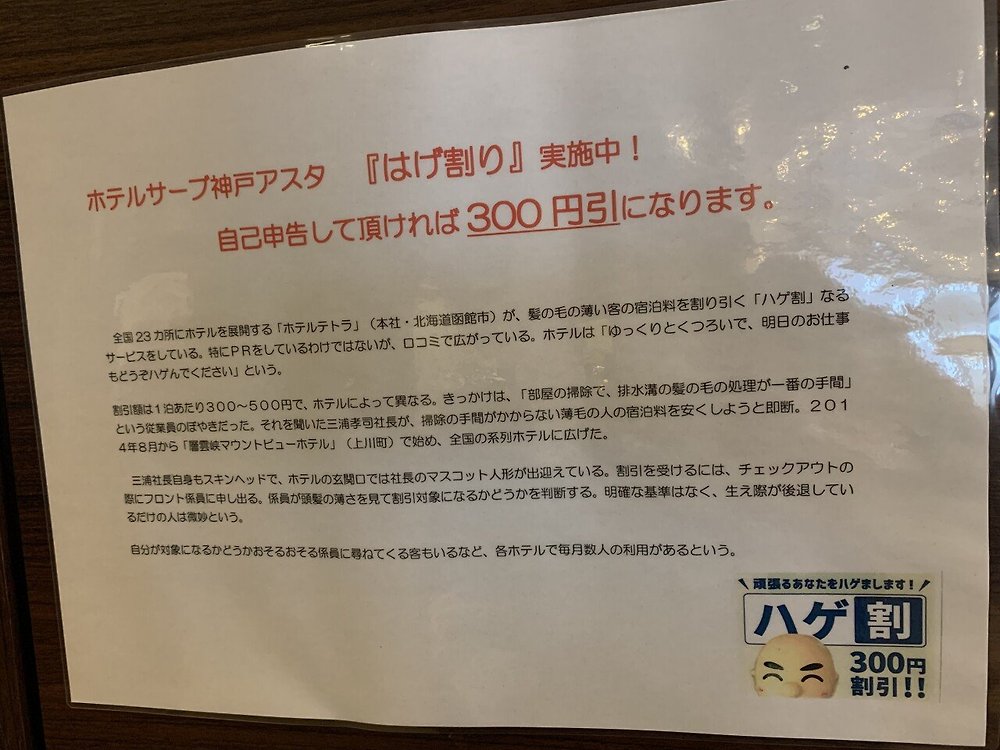 ホテルサーブ神戸アスタ 『はげ割り』実施中！
自己申告して頂ければ 300 円引になります。
全国23カ所にホテルを展開する「ホテルテトラ」（本社・北海道函館市）が、髪の毛の薄い客の宿泊料を割り引く「ハゲ割」なる
サービスをしている。特にＰＲをしているわけではないが、口コミで広がっている。ホテルは「ゆっくりとくつろいで、明日のお仕事
もどうぞハゲんでください」という。
割引額は１泊あたり３００～５００円で、ホテルによって異なる。きっかけは、「部屋の掃除で、排水溝の髪の毛の処理が一番の手間」
という従業員のぼやきだった。それを聞いた三浦孝司社長が、掃除の手間がかからない薄毛の人の宿泊料を安くしようと即断。２０１
４年８月から「層雲峡マウントビューホテル」（上川町）で始め、全国の系列ホテルに広げた。
三浦社長自身もスキンヘッドで、ホテルの玄関口では社長のマスコット人形が出迎えている。割引を受けるには、チェックアウトの
際にフロント係員に申し出る。係員が頭髪の薄さを見て割引対象になるかどうかを判断する。明確な基準はなく、生え際が後退してい
るだけの人は微妙という。
自分が対象になるかどうかおそるおそる係員に尋ねてくる客もいるなど、各ホテルで毎月数人の利用があるという。
頑張るあなたをハゲまします！
ハゲ割
300円
割引!!